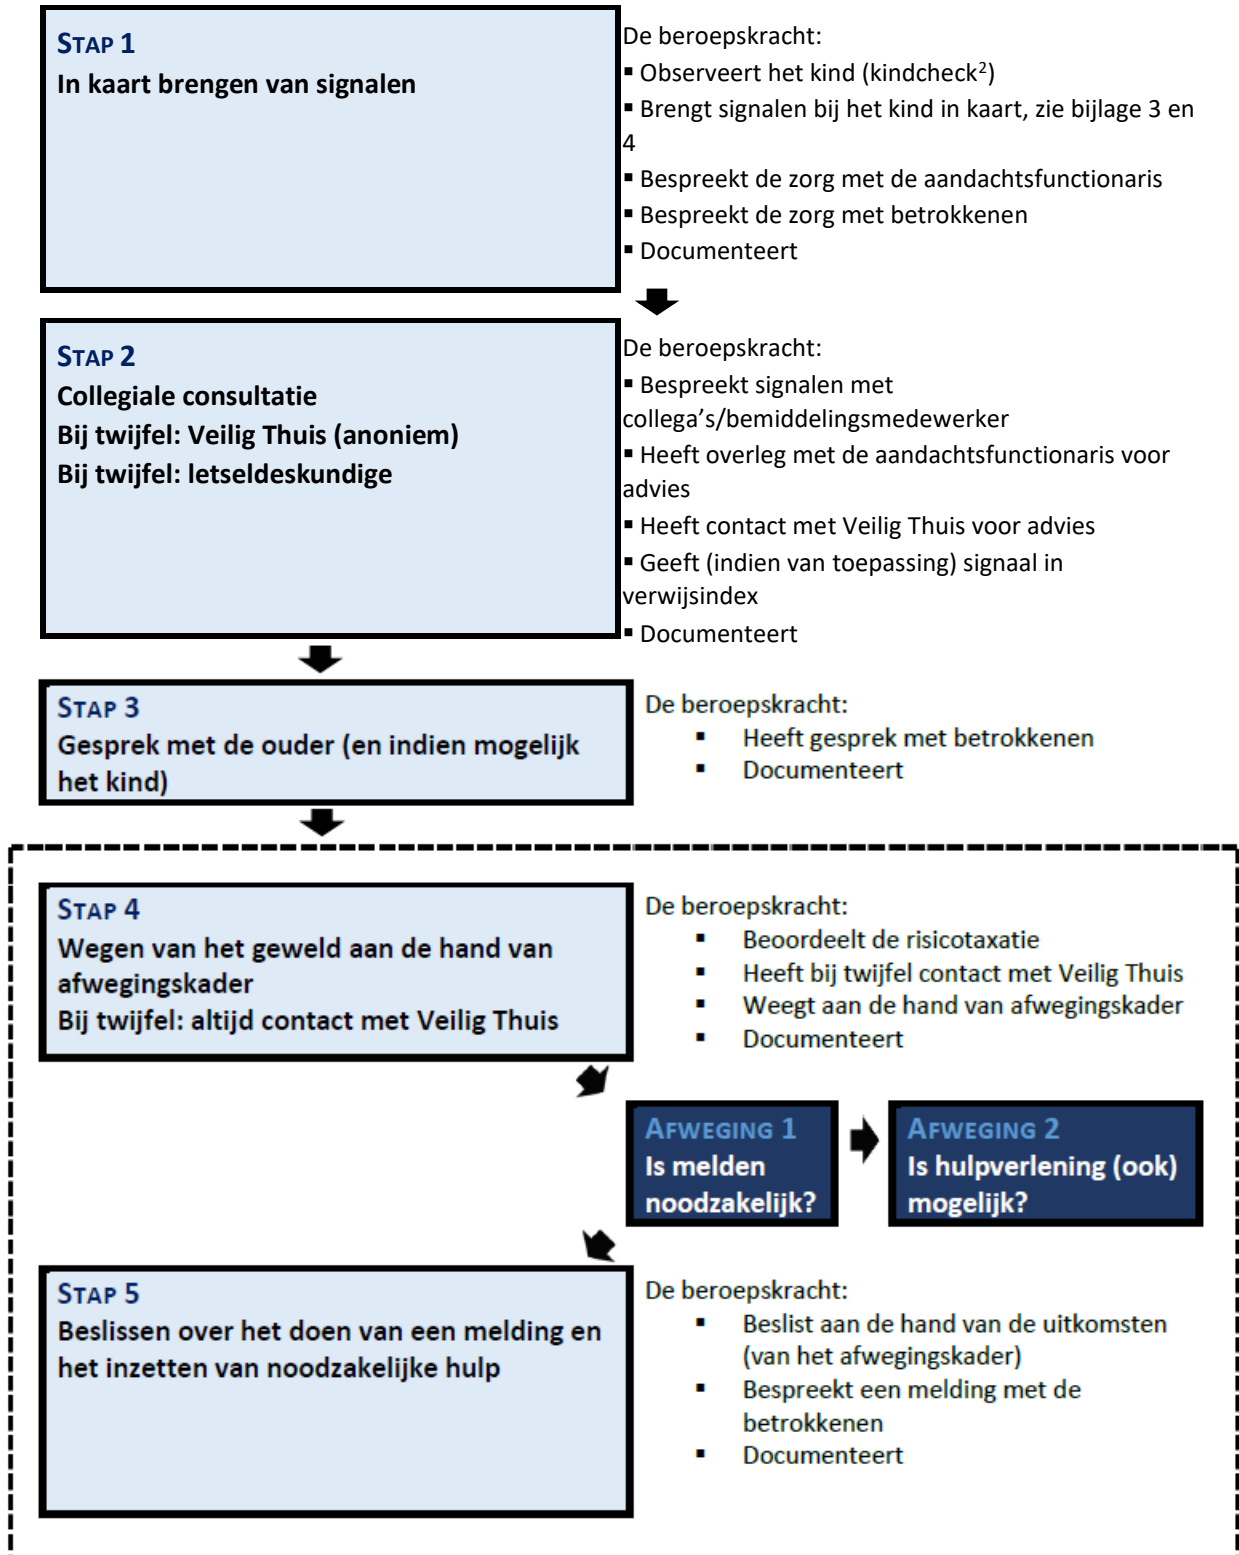 STAP 1
In kaart brengen van signalen
De beroepskracht:
▪ Observeert het kind (kindcheck²)
▪ Brengt signalen bij het kind in kaart, zie bijlage 3 en
4
▪ Bespreekt de zorg met de aandachtsfunctionaris
▪ Bespreekt de zorg met betrokkenen
▪ Documenteert
STAP 2
Collegiale consultatie
Bij twijfel: Veilig Thuis (anoniem)
Bij twijfel: letseldeskundige
De beroepskracht:
▪ Bespreekt signalen met
collega’s/bemiddelingsmedewerker
▪ Heeft overleg met de aandachtsfunctionaris voor
advies
▪ Heeft contact met Veilig Thuis voor advies
▪ Geeft (indien van toepassing) signaal in
verwijsindex
▪ Documenteert
STAP 3
Gesprek met de ouder (en indien mogelijk
het kind)
De beroepskracht:
▪ Heeft gesprek met betrokkenen
▪ Documenteert
STAP 4
Wegen van het geweld aan de hand van
afwegingskader
Bij twijfel: altijd contact met Veilig Thuis
De beroepskracht:
▪ Beoordeelt de risicotaxatie
▪ Heeft bij twijfel contact met Veilig Thuis
▪ Weegt aan de hand van afwegingskader
▪ Documenteert
AFWEGING 1
Is melden
noodzakelijk?
AFWEGING 2
Is hulpverlening (ook)
mogelijk?
STAP 5
Beslissen over het doen van een melding en
het inzetten van noodzakelijke hulp
De beroepskracht:
▪ Beslist aan de hand van de uitkomsten
(van het afwegingskader)
▪ Bespreekt een melding met de
betrokkenen
▪ Documenteert